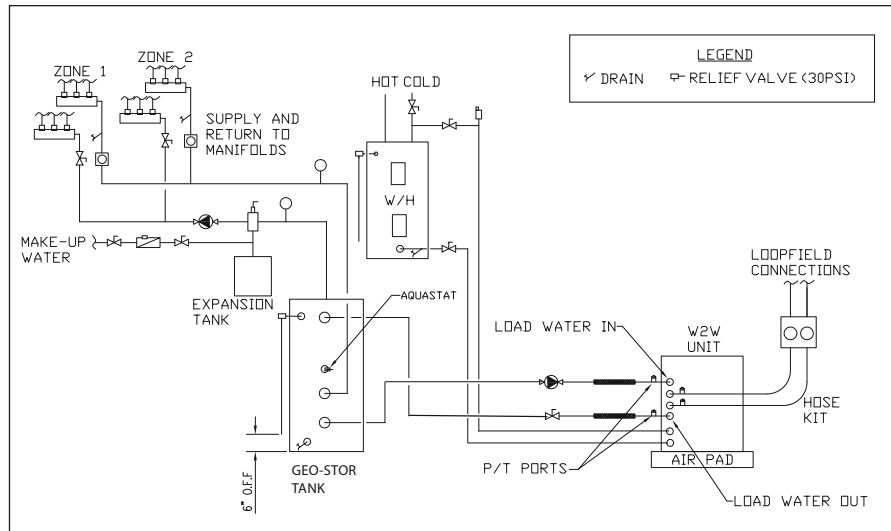 ZONE 1
ZONE 2
HOT COLD
LEGEND
DRAIN
RELIEF VALVE (30PSI)
SUPPLY AND
RETURN TO
MANIFOLDS
W/H
MAKE-UP
WATER
EXPANSION
TANK
AQUASTAT
LOOPFIELD
CONNECTIONS
LOAD WATER IN
W2W
UNIT
HOSE
KIT
P/T PORTS
AIR PAD
GEO-STOR
TANK
6" O.F.F
LOAD WATER OUT